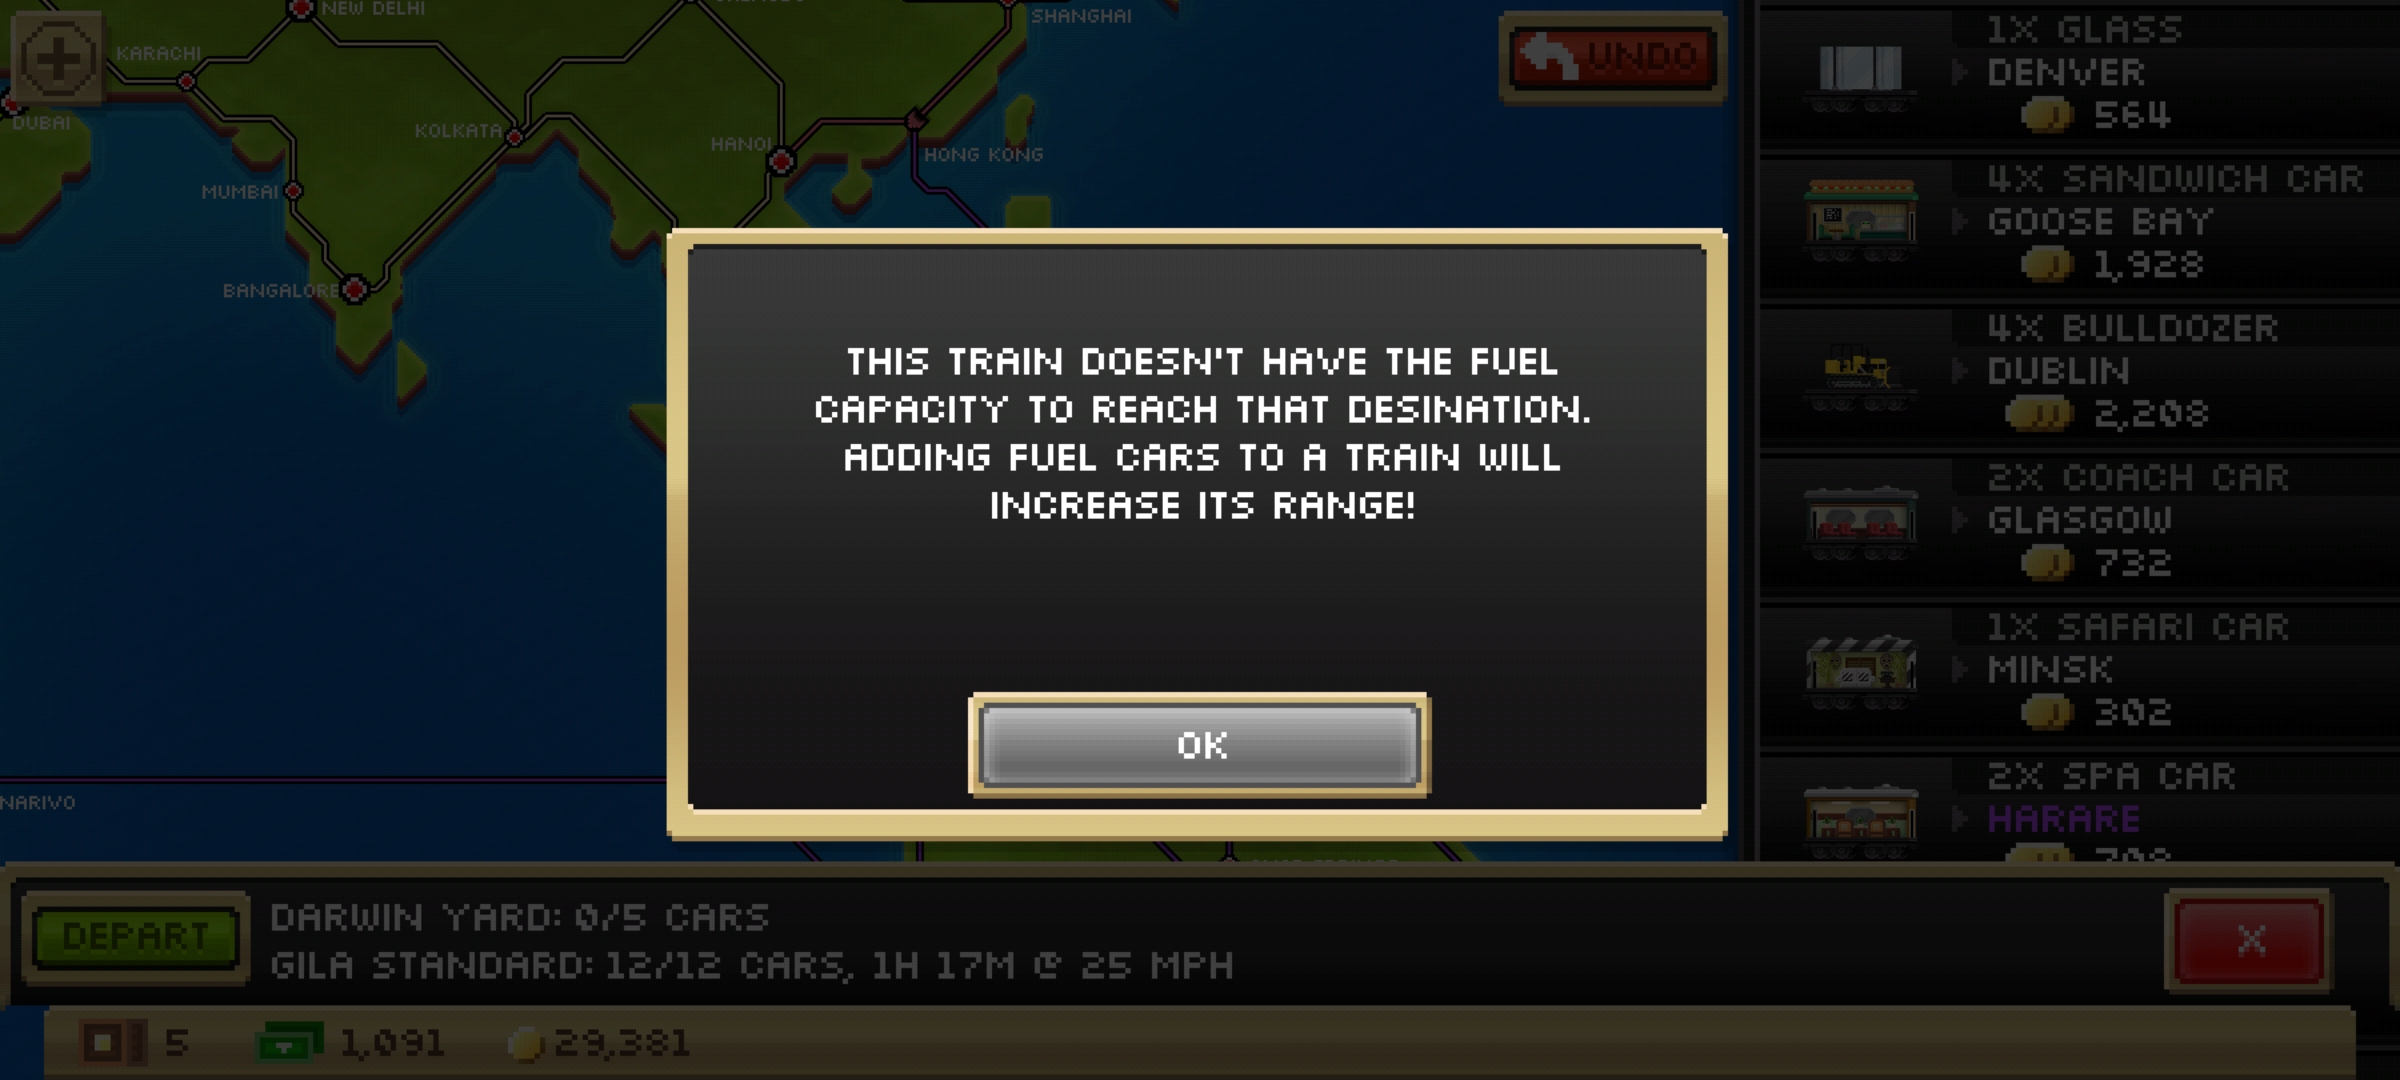 NEW DELHI
SHANGHAI
KARACHI
DUBAI
KOLKATA
HANOI
HONG KONG
MUMBAI
BANGALORE
NARIVO
UNDO
1X GLASS
DENVER
564
4X SANDWICH CAR
GOOSE BAY
1,928
4X BULLDOZER
DUBLIN
2,208
2X COACH CAR
GLASGOW
732
1X SAFARI CAR
MINSK
302
2X SPA CAR
HARARE
708
THIS TRAIN DOESN'T HAVE THE FUEL
CAPACITY TO REACH THAT DESINATION.
ADDING FUEL CARS TO A TRAIN WILL
INCREASE ITS RANGE!
OK
DEPART
DARWIN YARD: 0/5 CARS
GILA STANDARD: 12/12 CARS, 1H 17M @ 25 MPH
X
5
1,091
29,381